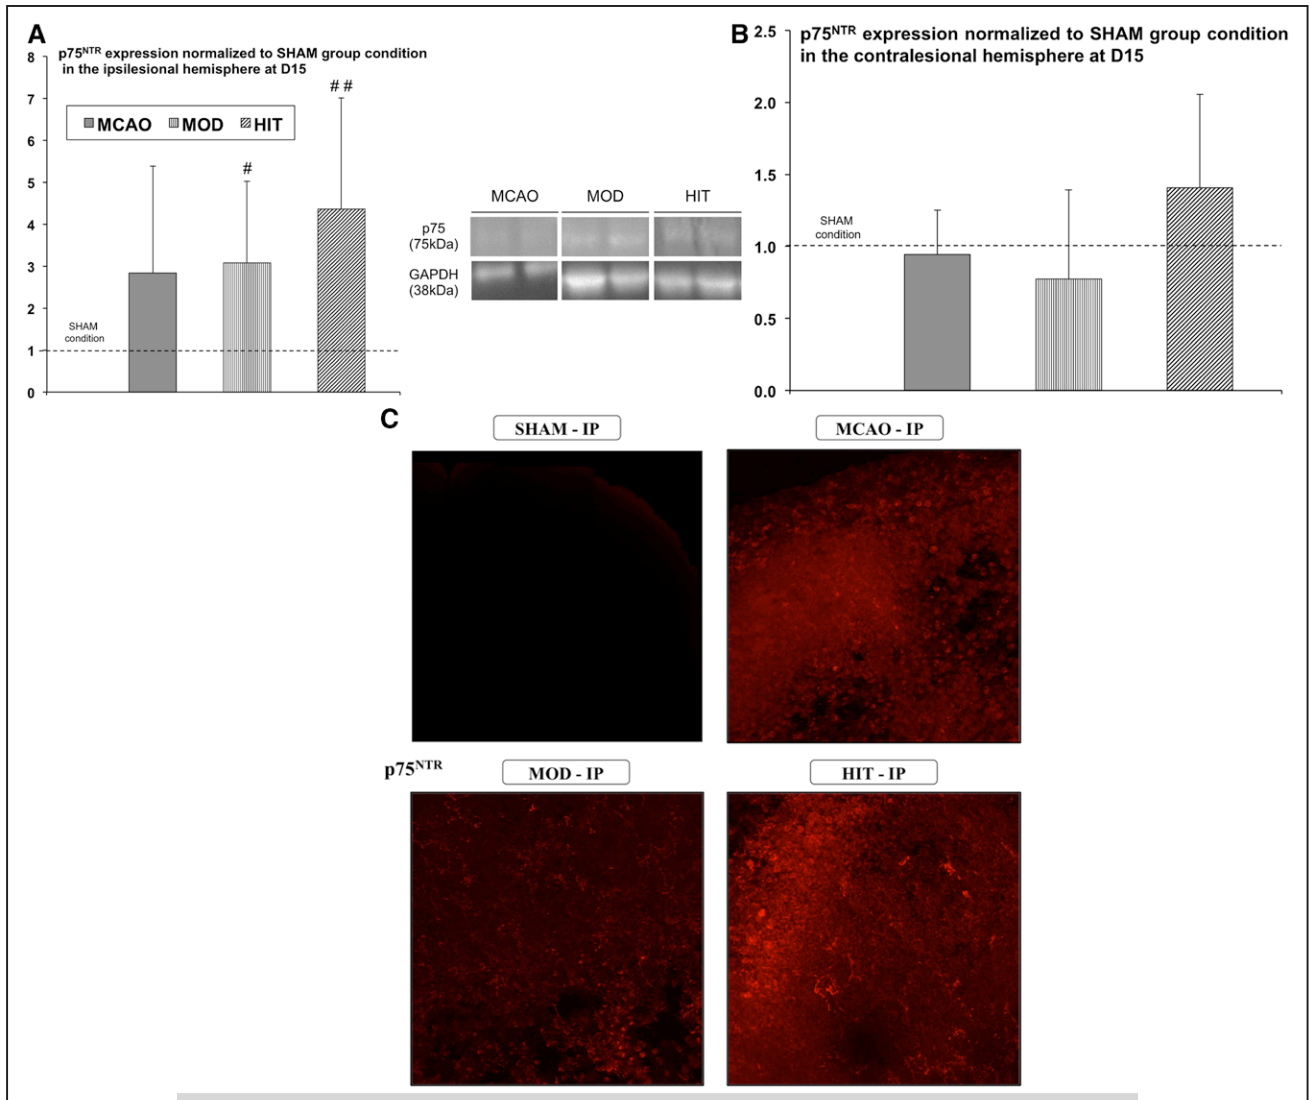 A
p75NTR expression normalized to SHAM group condition
in the ipsilesional hemisphere at D15
8
7
6
5
4
3
2
1
0
MCAO MOD HIT
#
# #
SHAM
condition
MCAO MOD HIT
p75
(75kDa)
GAPDH
(38kDa)
B
p75NTR expression normalized to SHAM group condition
in the contralesional hemisphere at D15
2.5
2.0
1.5
1.0
0.5
0.0
SHAM
condition
C
SHAM - IP
MCAO - IP
p75NTR
MOD - IP
HIT - IP